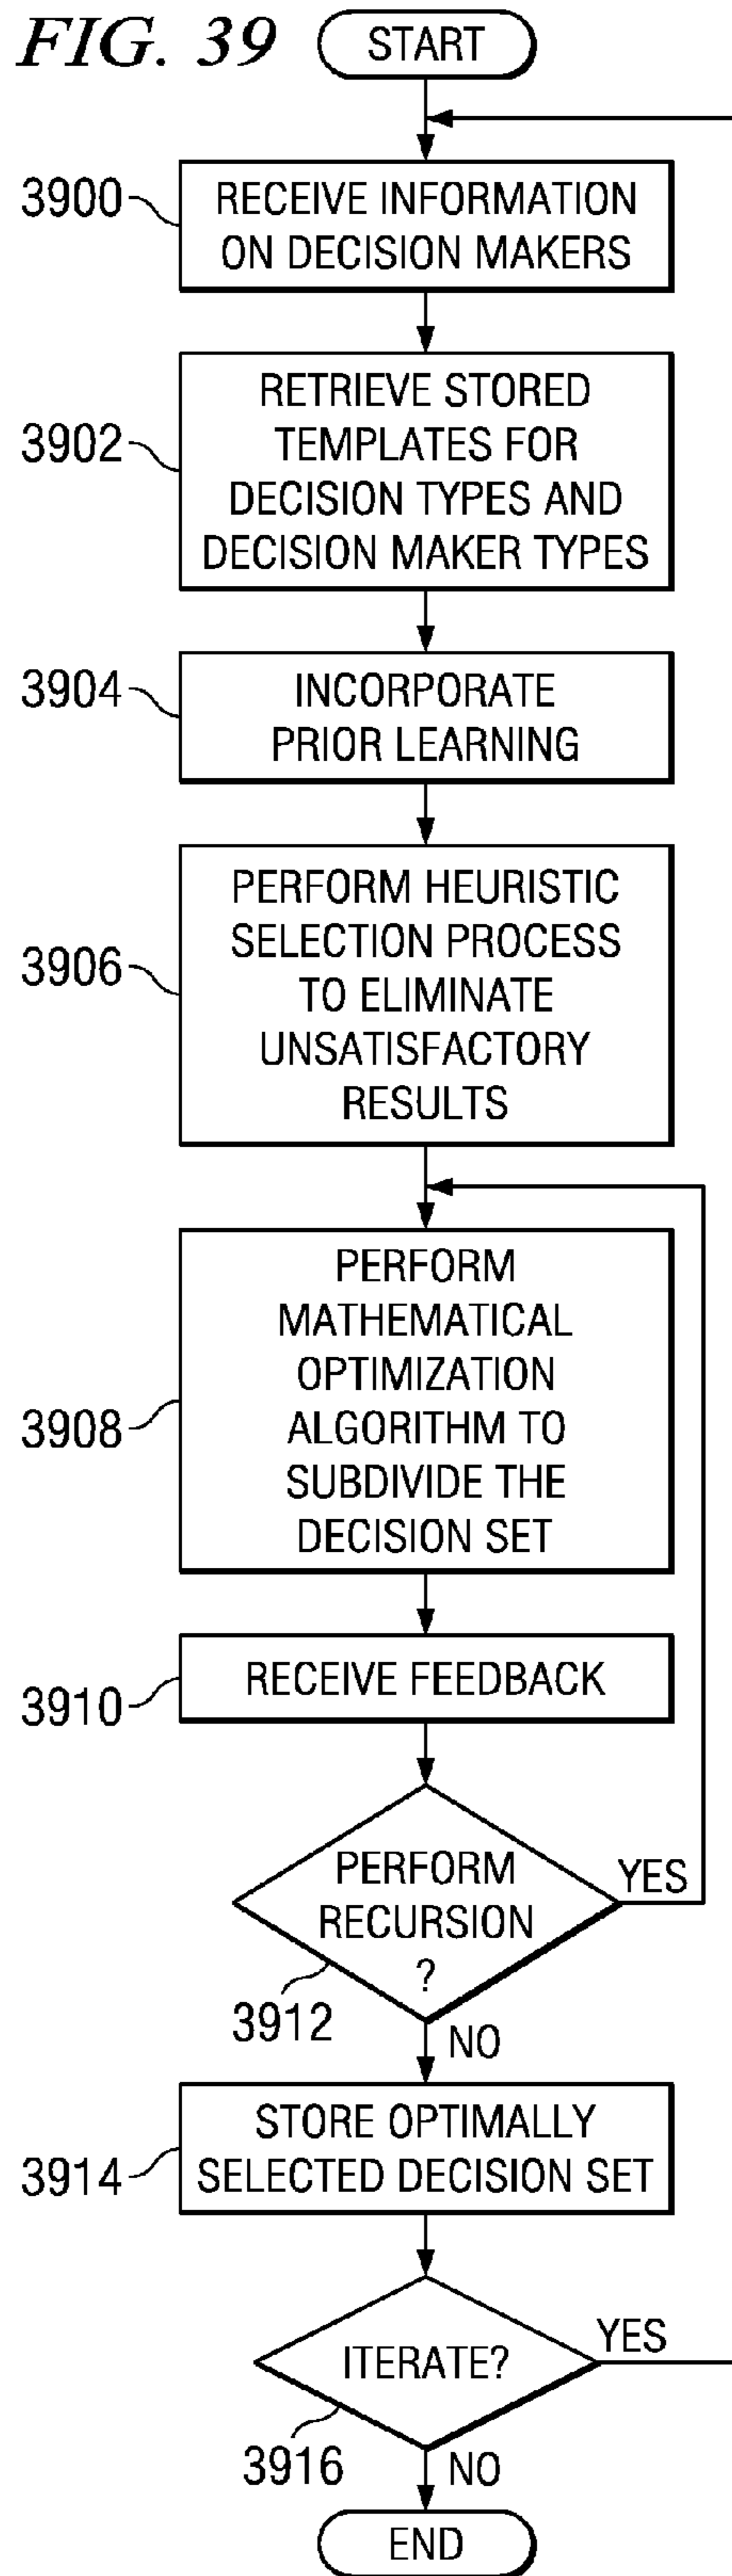 FIG. 39
START
3900
RECEIVE INFORMATION
ON DECISION MAKERS
3902
RETRIEVE STORED
TEMPLATES FOR
DECISION TYPES AND
DECISION MAKER TYPES
3904
INCORPORATE
PRIOR LEARNING
3906
PERFORM HEURISTIC
SELECTION PROCESS
TO ELIMINATE
UNSATISFACTORY
RESULTS
3908
PERFORM
MATHEMATICAL
OPTIMIZATION
ALGORITHM TO
SUBDIVIDE THE
DECISION SET
3910
RECEIVE FEEDBACK
PERFORM
RECURSION
?
YES
3912
NO
3914
STORE OPTIMALLY
SELECTED DECISION SET
ITERATE?
YES
3916
NO
END